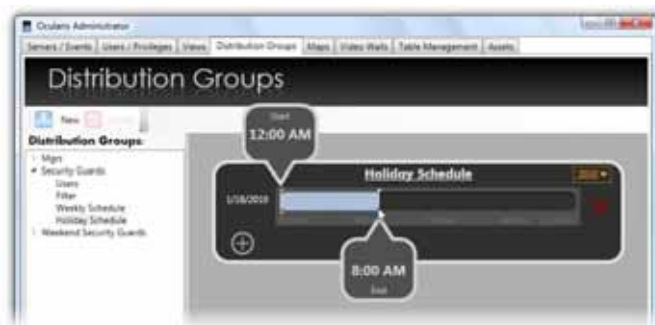 Ocularis Administrator
Servers / Events Users / Privileges Views Distribution Groups Maps Video Walls Table Management Assets
Distribution Groups
New
Distribution Groups:
Mgrs
Security Guards
Users
Filter
Weekly Schedule
Holiday Schedule
Weekend Security Guards
Start
12:00 AM
Holiday Schedule
1/18/2010
8:00 AM
End